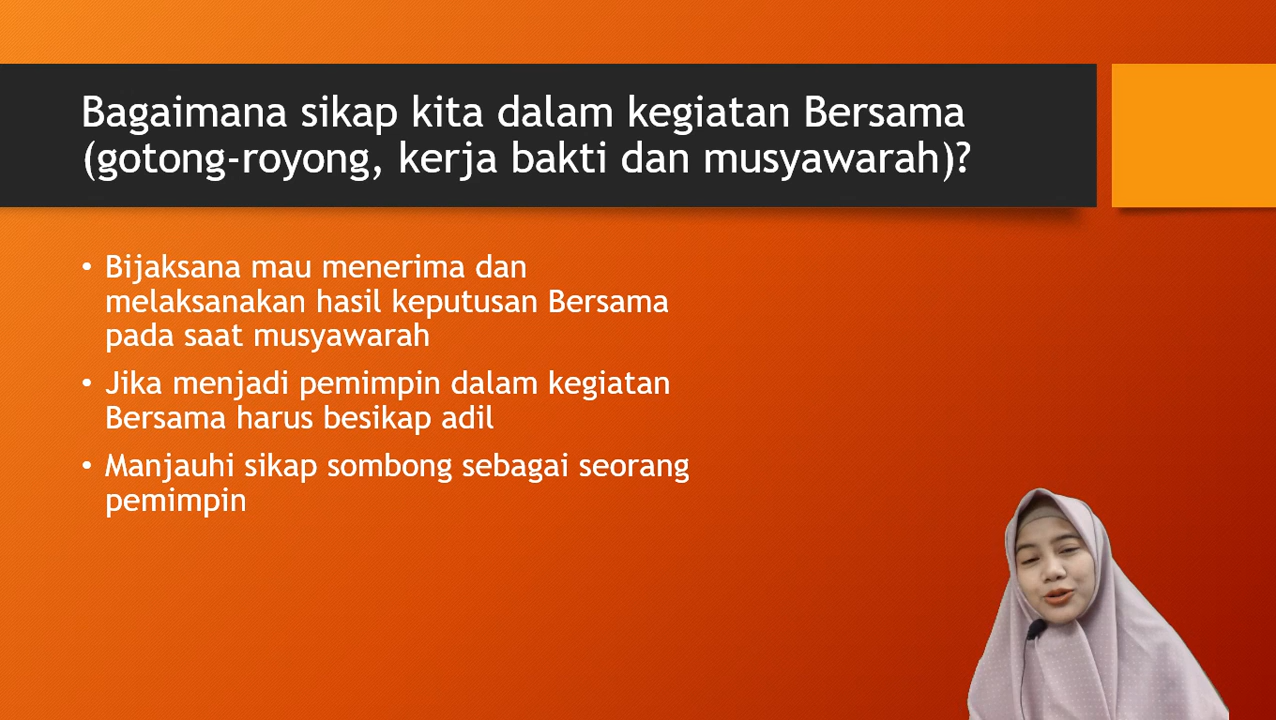 Bagaimana sikap kita dalam kegiatan Bersama
(gotong-royong, kerja bakti dan musyawarah)?
• Bijaksana mau menerima dan
melaksanakan hasil keputusan Bersama
pada saat musyawarah
• Jika menjadi pemimpin dalam kegiatan
Bersama harus besikap adil
• Manjauhi sikap sombong sebagai seorang
pemimpin